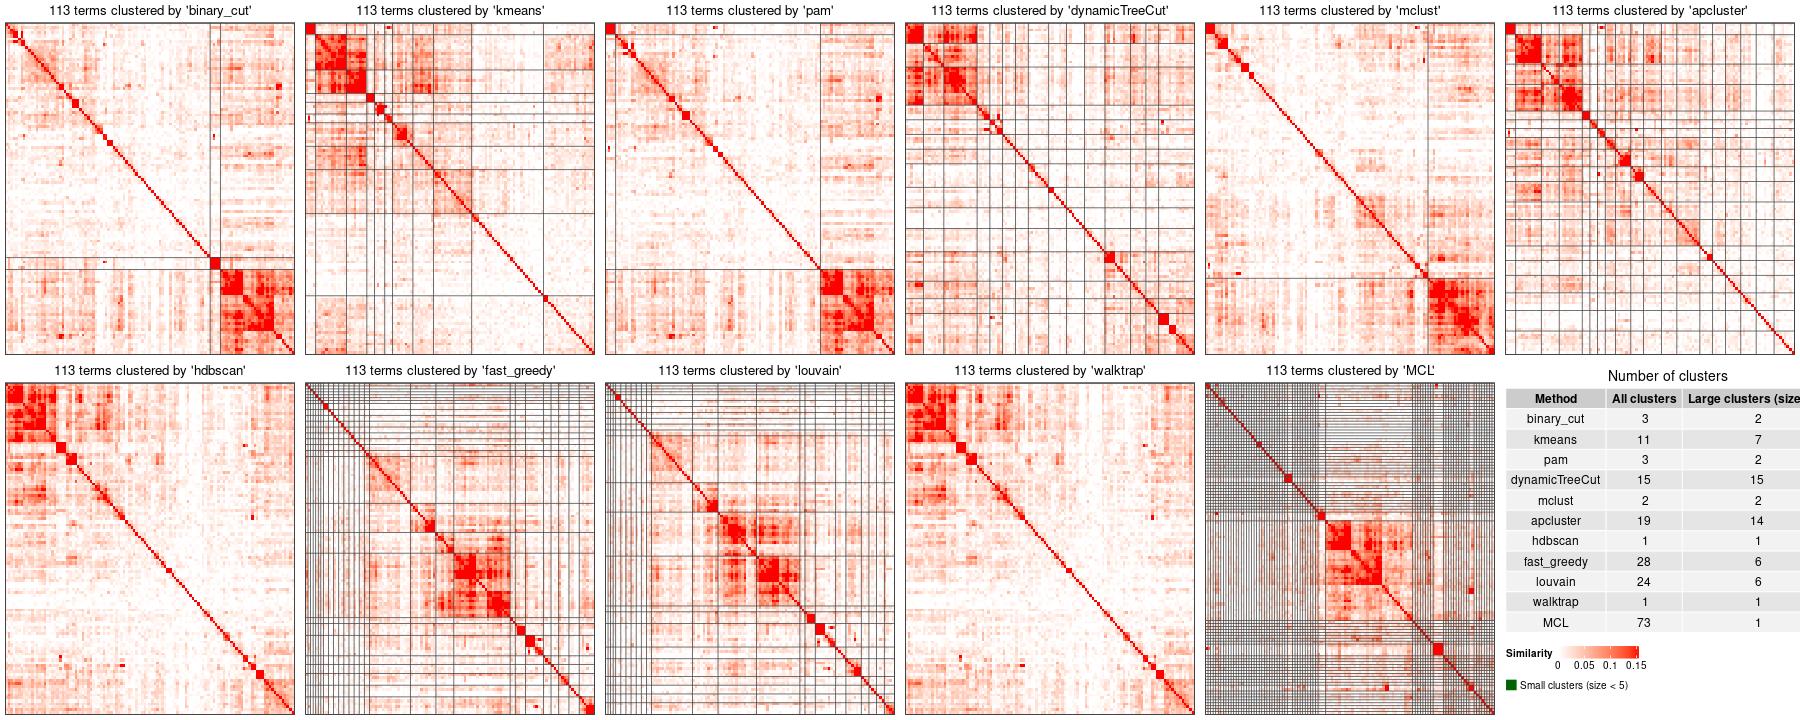 113 terms clustered by 'binary_cut'
113 terms clustered by 'kmeans'
113 terms clustered by 'pam'
113 terms clustered by 'dynamicTreeCut'
113 terms clustered by 'mclust'
113 terms clustered by 'apcluster'
113 terms clustered by 'hdbscan'
113 terms clustered by 'fast_greedy'
113 terms clustered by 'louvain'
113 terms clustered by 'walktrap'
113 terms clustered by 'MCL'
Number of clusters
Method All clusters Large clusters (size
binary_cut 3 2
kmeans 11 7
pam 3 2
dynamicTreeCut 15 15
mclust 2 2
apcluster 19 14
hdbscan 1 1
fast_greedy 28 6
louvain 24 6
walktrap 1 1
MCL 73 1
Similarity
0 0.05 0.1 0.15
Small clusters (size < 5)